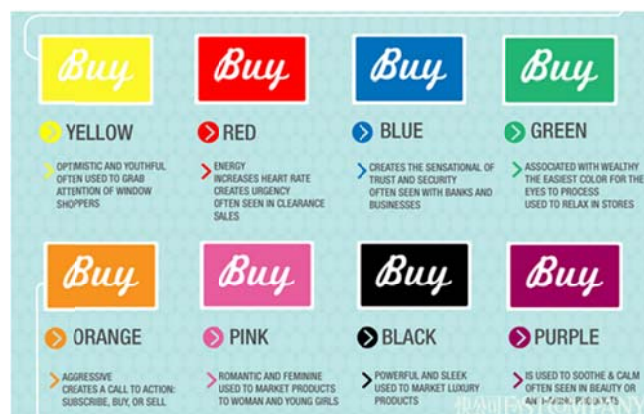 Buy Buy Buy Buy
YELLOW RED BLUE GREEN
OPTIMISTIC AND YOUTHFUL
OFTEN USED TO GRAB
ATTENTION OF WINDOW
SHOPPERS
ENERGY
INCREASES HEART RATE
CREATES URGENCY
OFTEN SEEN IN CLEARANCE
SALES
CREATES THE SENSATIONAL OF
TRUST AND SECURITY
OFTEN SEEN WITH BANKS AND
BUSINESSES
ASSOCIATED WITH WEALTHY
THE EASIEST COLOR FOR THE
EYES TO PROCESS
USED TO RELAX IN STORES
Buy Buy Buy Buy
ORANGE PINK BLACK PURPLE
AGGRESSIVE
CREATES A CALL TO ACTION:
SUBSCRIBE, BUY, OR SELL
ROMANTIC AND FEMININE
USED TO MARKET PRODUCTS
TO WOMAN AND YOUNG GIRLS
POWERFUL AND SLEEK
USED TO MARKET LUXURY
PRODUCTS
IS USED TO SOOTHE & CALM
OFTEN SEEN IN BEAUTY OR
PRODUCTS
COMPANY